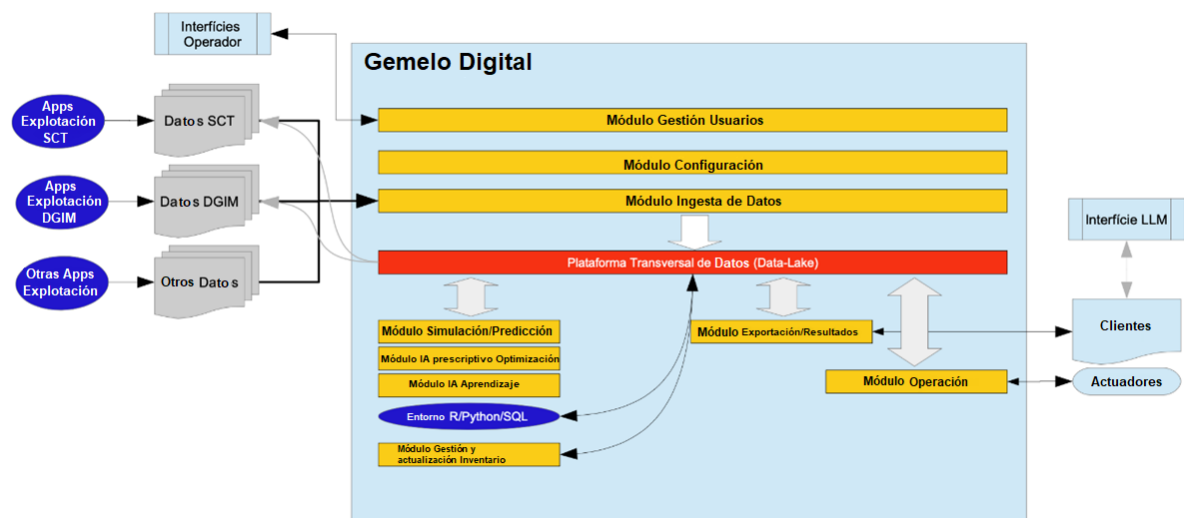 Interfícies
Operador
Gemelo Digital
Apps
Explotación
SCT
Datos SCT
Módulo Gestión Usuarios
Módulo Configuración
Apps
Explotación
DGIM
Datos DGIM
Módulo Ingesta de Datos
Interfície LLM
Otras Apps
Explotación
Otros Datos
Plataforma Transversal de Datos (Data-Lake)
Módulo Simulación/Predicción
Módulo Exportación/Resultados
Clientes
Módulo IA prescriptivo Optimización
Módulo IA Aprendizaje
Módulo Operación
Actuadores
Entorno R/Python/SQL
Módulo Gestión y
actualización Inventario